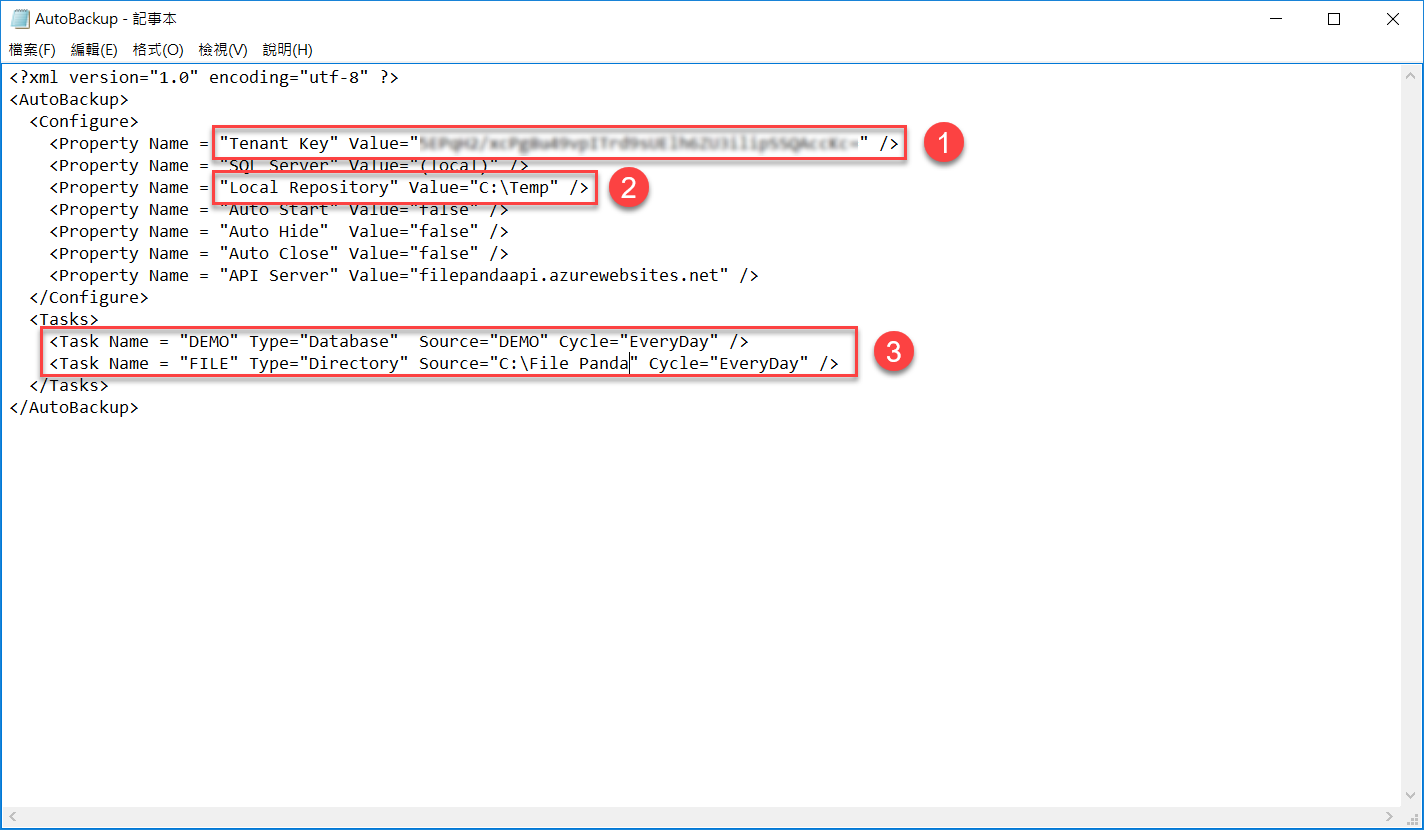 AutoBackup - 記事本
檔案(F) 編輯(E) 格式(O) 檢視(V) 說明(H)
<?xml version="1.0" encoding="utf-8" ?>
<AutoBackup>
<Configure>
<Property Name = "Tenant Key" Value="" />
1
<Property Name = "SQL Server" Value="(local)" />
<Property Name = "Local Repository" Value="C:\Temp" />
2
<Property Name = "Auto Start" Value="false" />
<Property Name = "Auto Hide"  Value="false" />
<Property Name = "Auto Close" Value="false" />
<Property Name = "API Server" Value="filepandaapi.azurewebsites.net" />
</Configure>
<Tasks>
<Task Name = "DEMO" Type="Database"  Source="DEMO" Cycle="EveryDay" />
<Task Name = "FILE" Type="Directory" Source="C:\File Panda" Cycle="EveryDay"  />
3
</Tasks>
</AutoBackup>